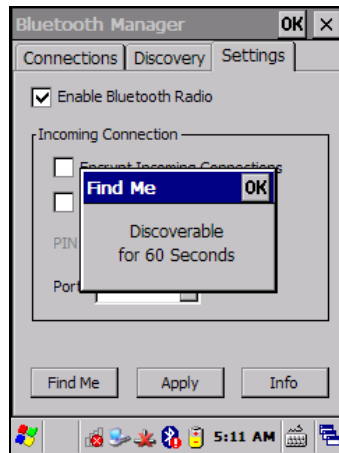 Bluetooth Manager OK
Connections Discovery Settings
Enable Bluetooth Radio
Incoming Connection
Encrypt Incoming Connections
Find Me OK
Discoverable
for 60 Seconds
PIN
Port
Find Me Apply Info
5:11 AM